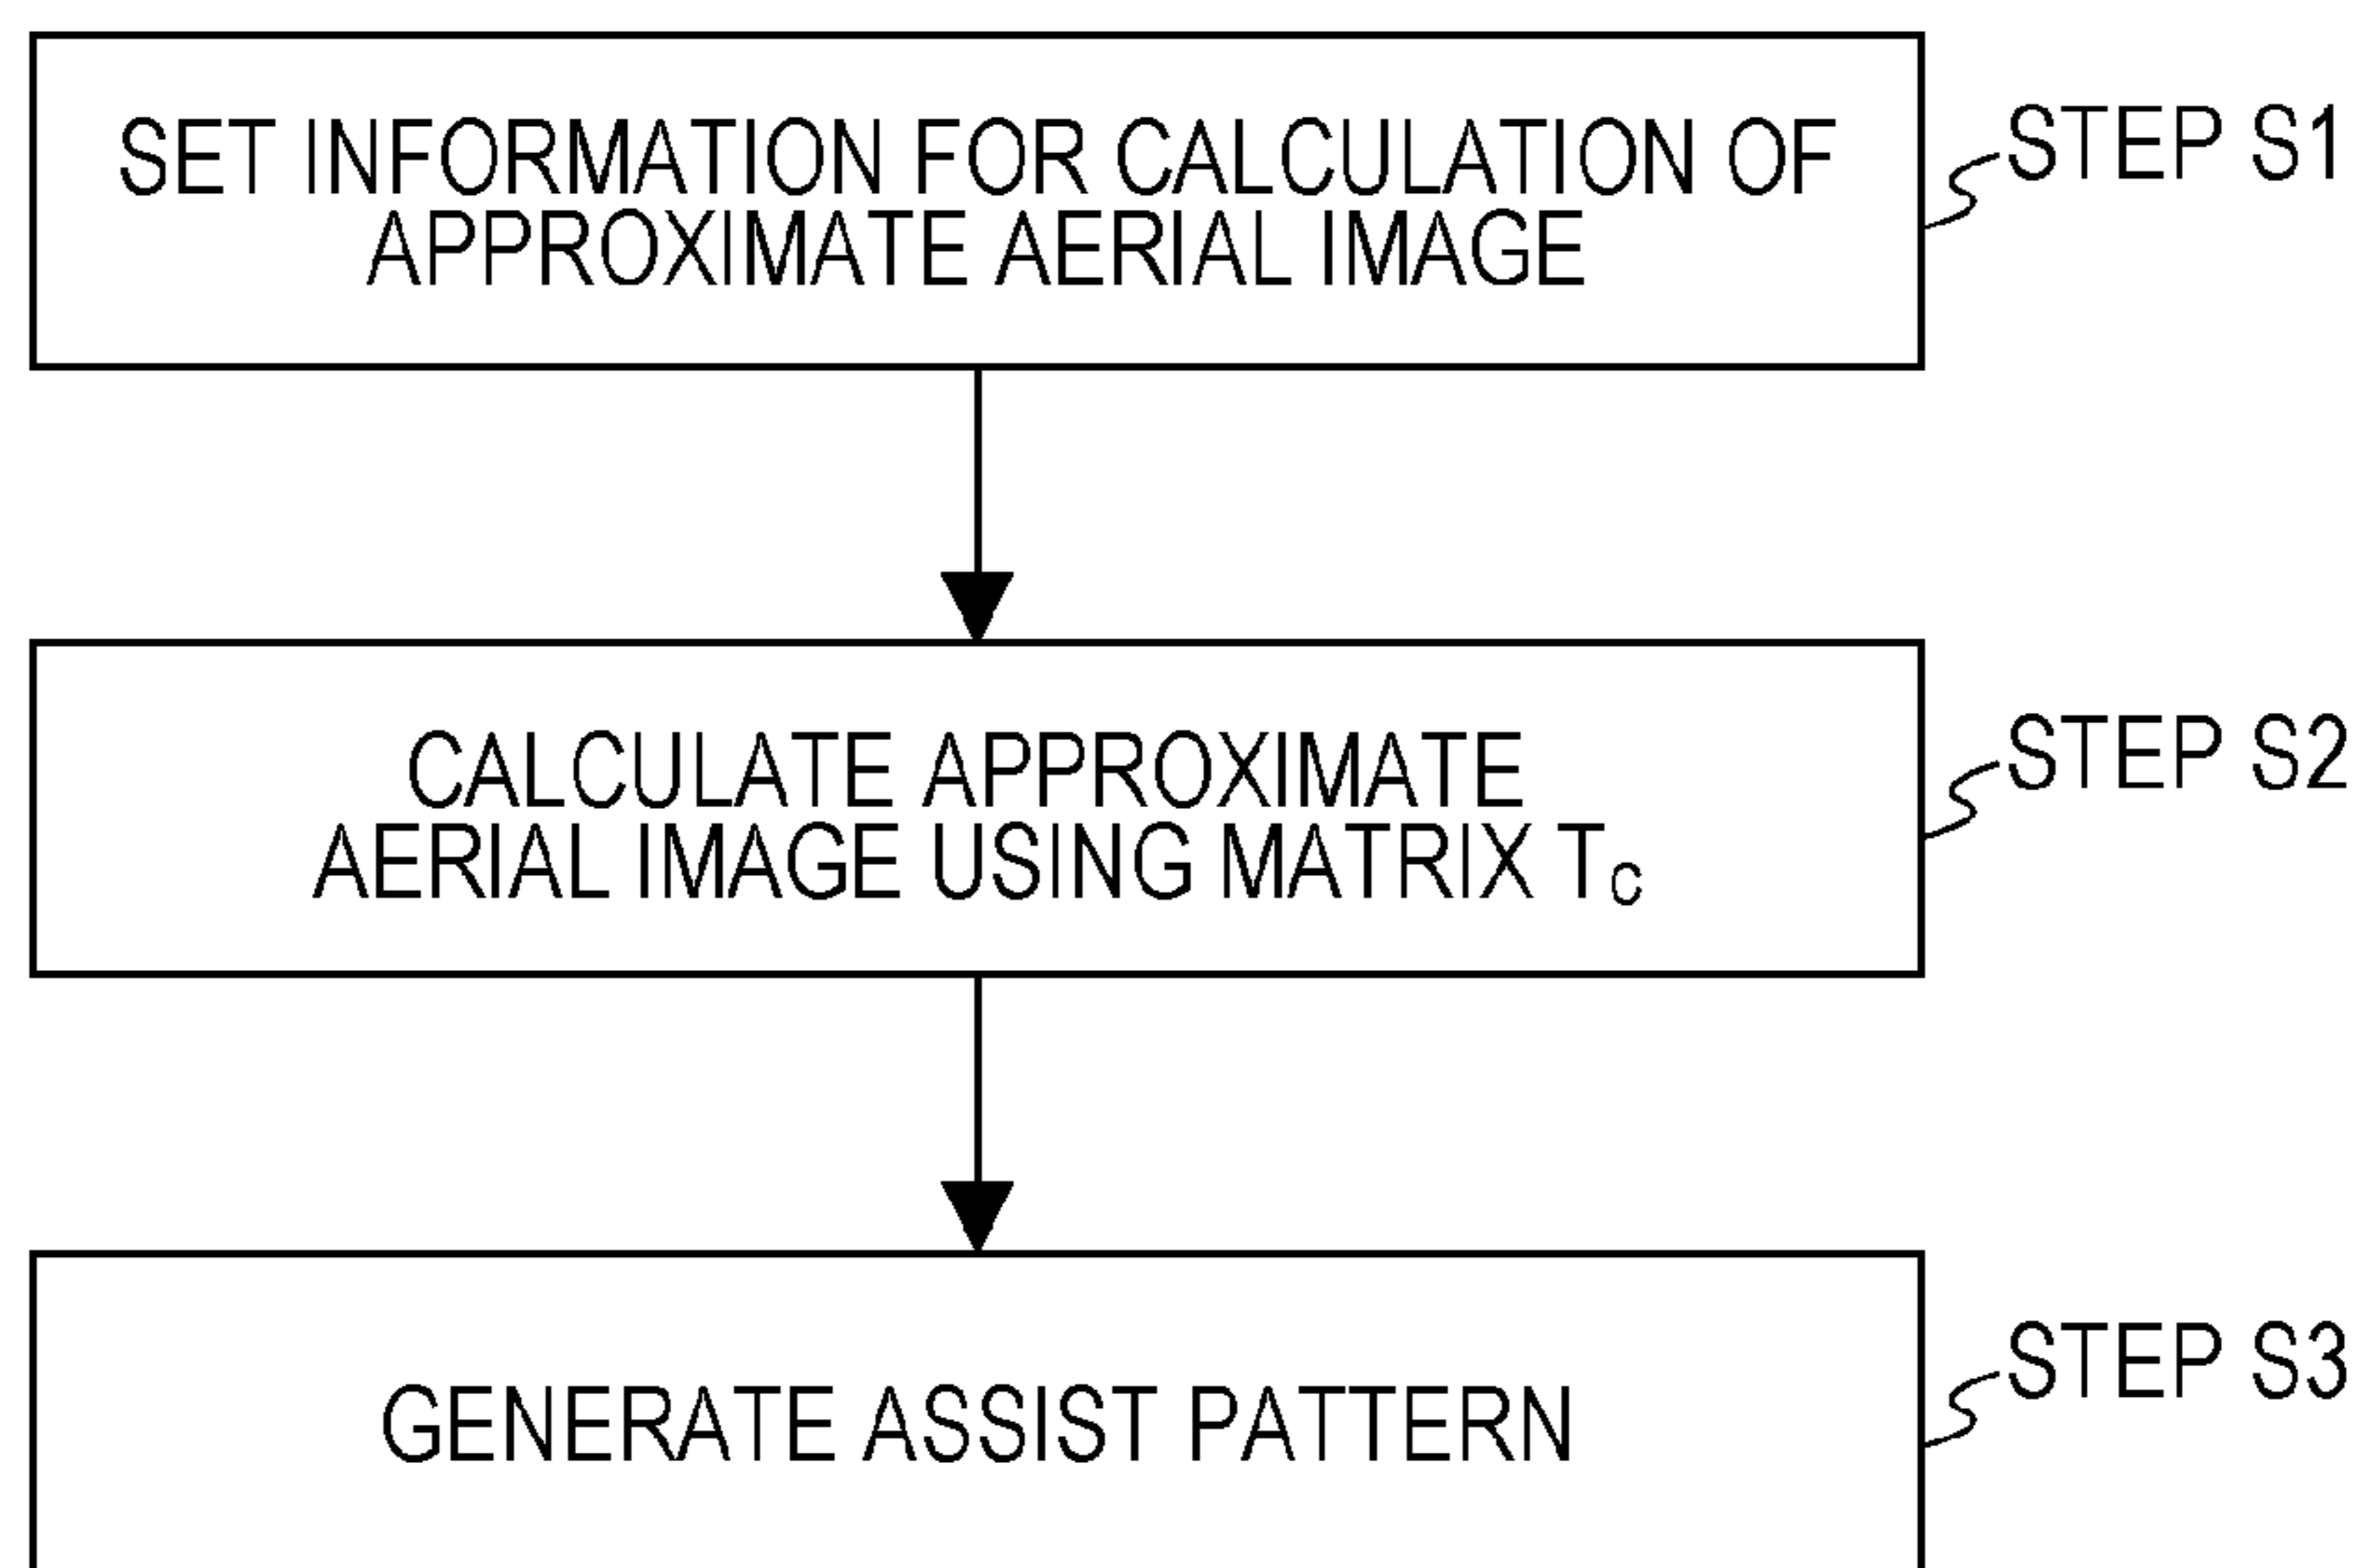 SET INFORMATION FOR CALCULATION OF
APPROXIMATE AERIAL IMAGE
STEP S1
CALCULATE APPROXIMATE
AERIAL IMAGE USING MATRIX TC
STEP S2
GENERATE ASSIST PATTERN
STEP S3